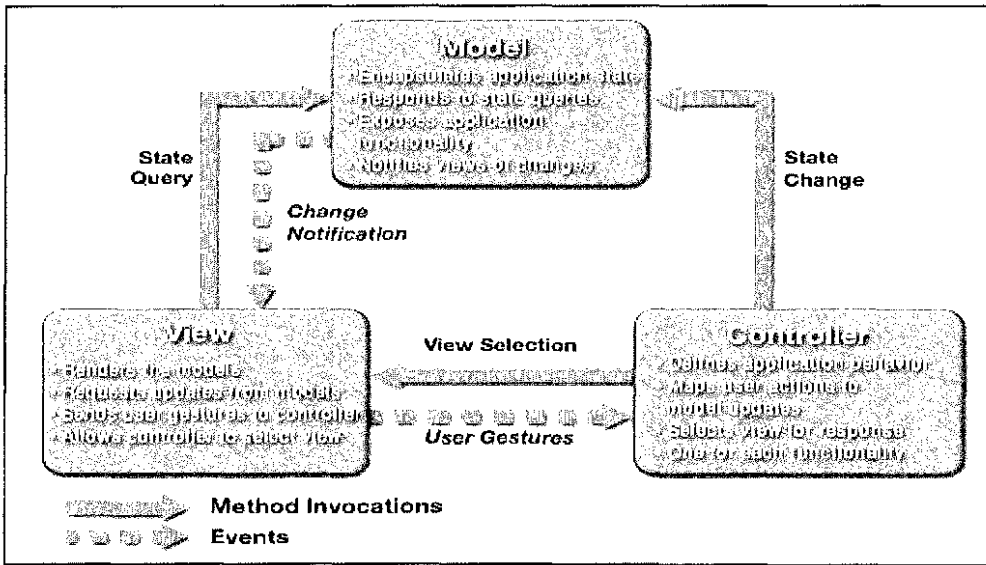 Model
- Encapsulates application state
- Responds to state queries
- Exposes application
functionality
- Notifies views of changes
State
Query
State
Change
Change
Notification
View
- Renders the models
- Requests updates from models
- Sends user gestures to controller
- Allows controller to select view
View Selection
User Gestures
Controller
- Defines application behavior
- Maps user actions to
model updates
- Selects view for response
- One for each functionality
Method Invocations
Events